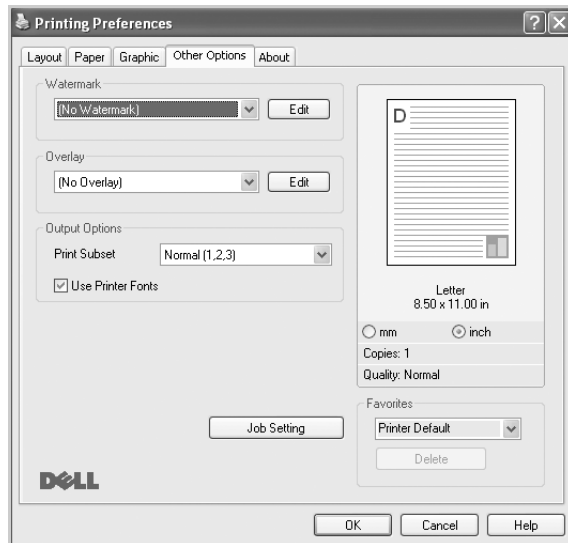 Printing Preferences
Layout Paper Graphic Other Options About
Watermark
(No Watermark) Edit
Overlay
(No Overlay) Edit
Output Options
Print Subset Normal (1,2,3)
Use Printer Fonts
D
Letter
8.50 x 11.00 in
mm inch
Copies: 1
Quality: Normal
Favorites
Printer Default
Delete
Job Setting
DELL
OK Cancel Help